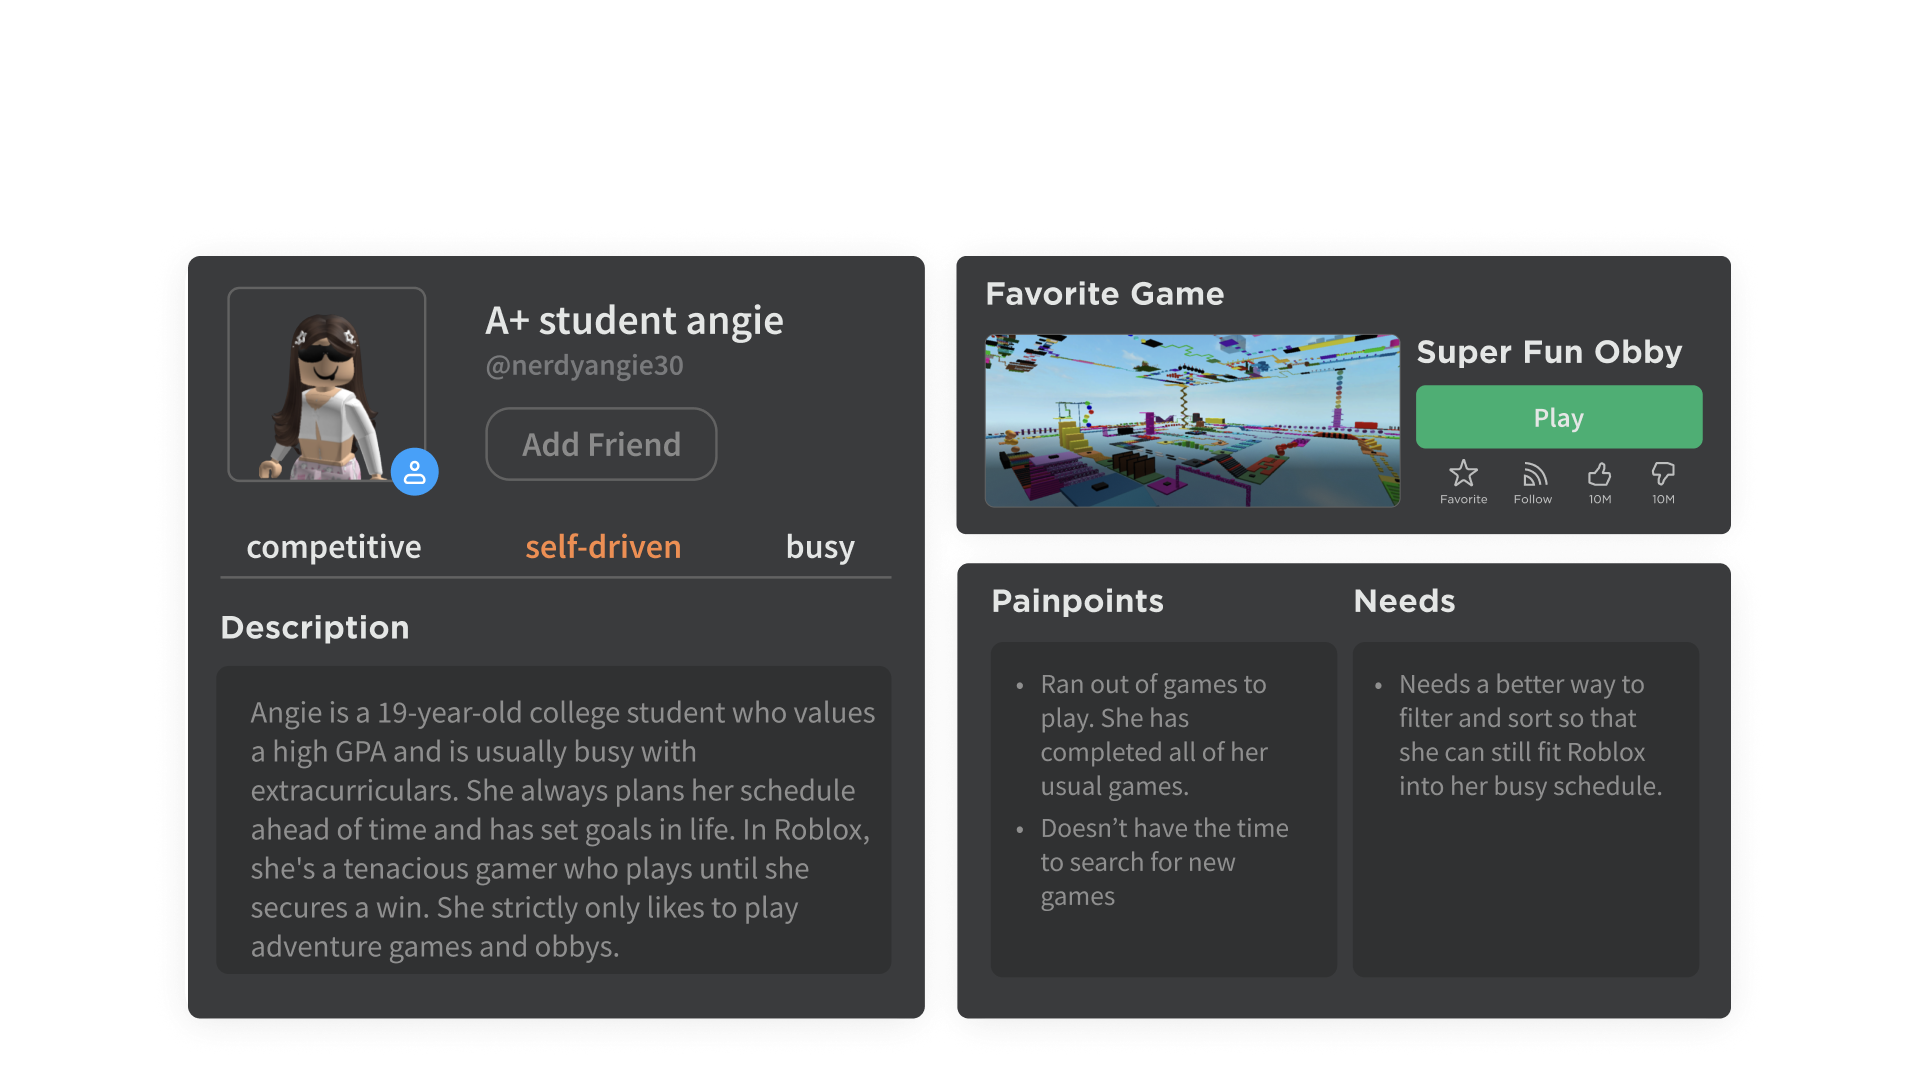 A+ student angie
@nerdyangie30
Add Friend
competitive
self-driven
busy
Description
Angie is a 19-year-old college student who values
a high GPA and is usually busy with
extracurriculars. She always plans her schedule
ahead of time and has set goals in life. In Roblox,
she's a tenacious gamer who plays until she
secures a win. She strictly only likes to play
adventure games and obbys.
Favorite Game
Super Fun Obby
Play
Favorite
Follow
10M
10M
Painpoints
• Ran out of games to
play. She has
completed all of her
usual games.
• Doesn’t have the time
to search for new
games
Needs
• Needs a better way to
filter and sort so that
she can still fit Roblox
into her busy schedule.